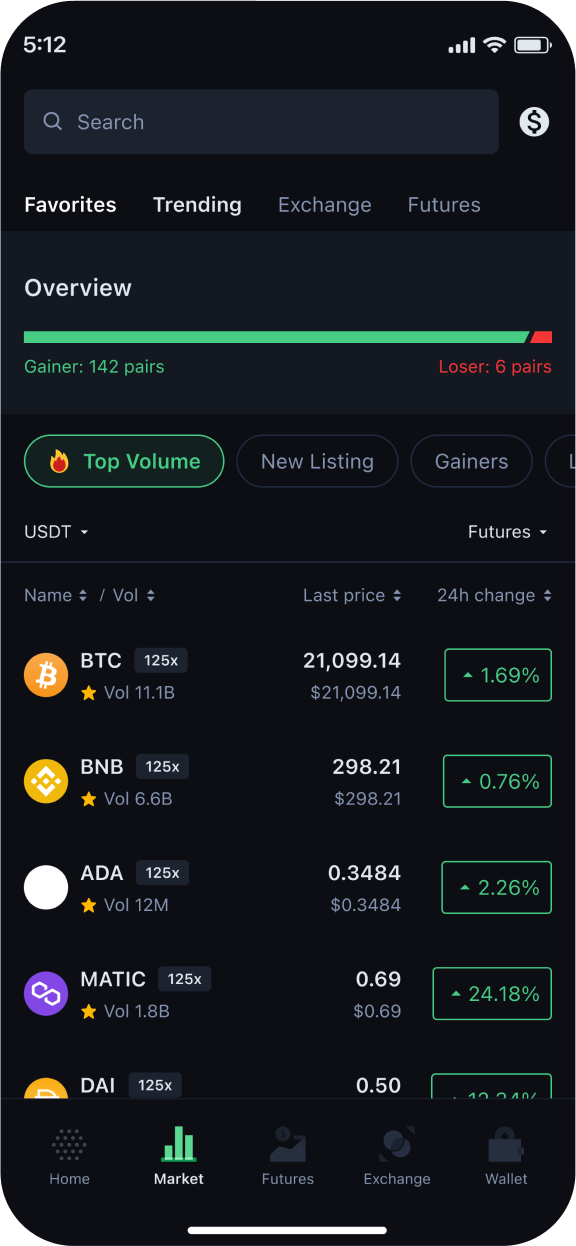 5:12
Search
Favorites Trending Exchange Futures
Overview
Gainer: 142 pairs Loser: 6 pairs
Top Volume New Listing Gainers L
USDT Futures
Name / Vol Last price 24h change
BTC 125x 21,099.14 1.69%
Vol 11.1B $21,099.14
BNB 125x 298.21 0.76%
Vol 6.6B $298.21
ADA 125x 0.3484 2.26%
Vol 12M $0.3484
MATIC 125x 0.69 24.18%
Vol 1.8B $0.69
DAI 125x 0.50
Home Market Futures Exchange Wallet